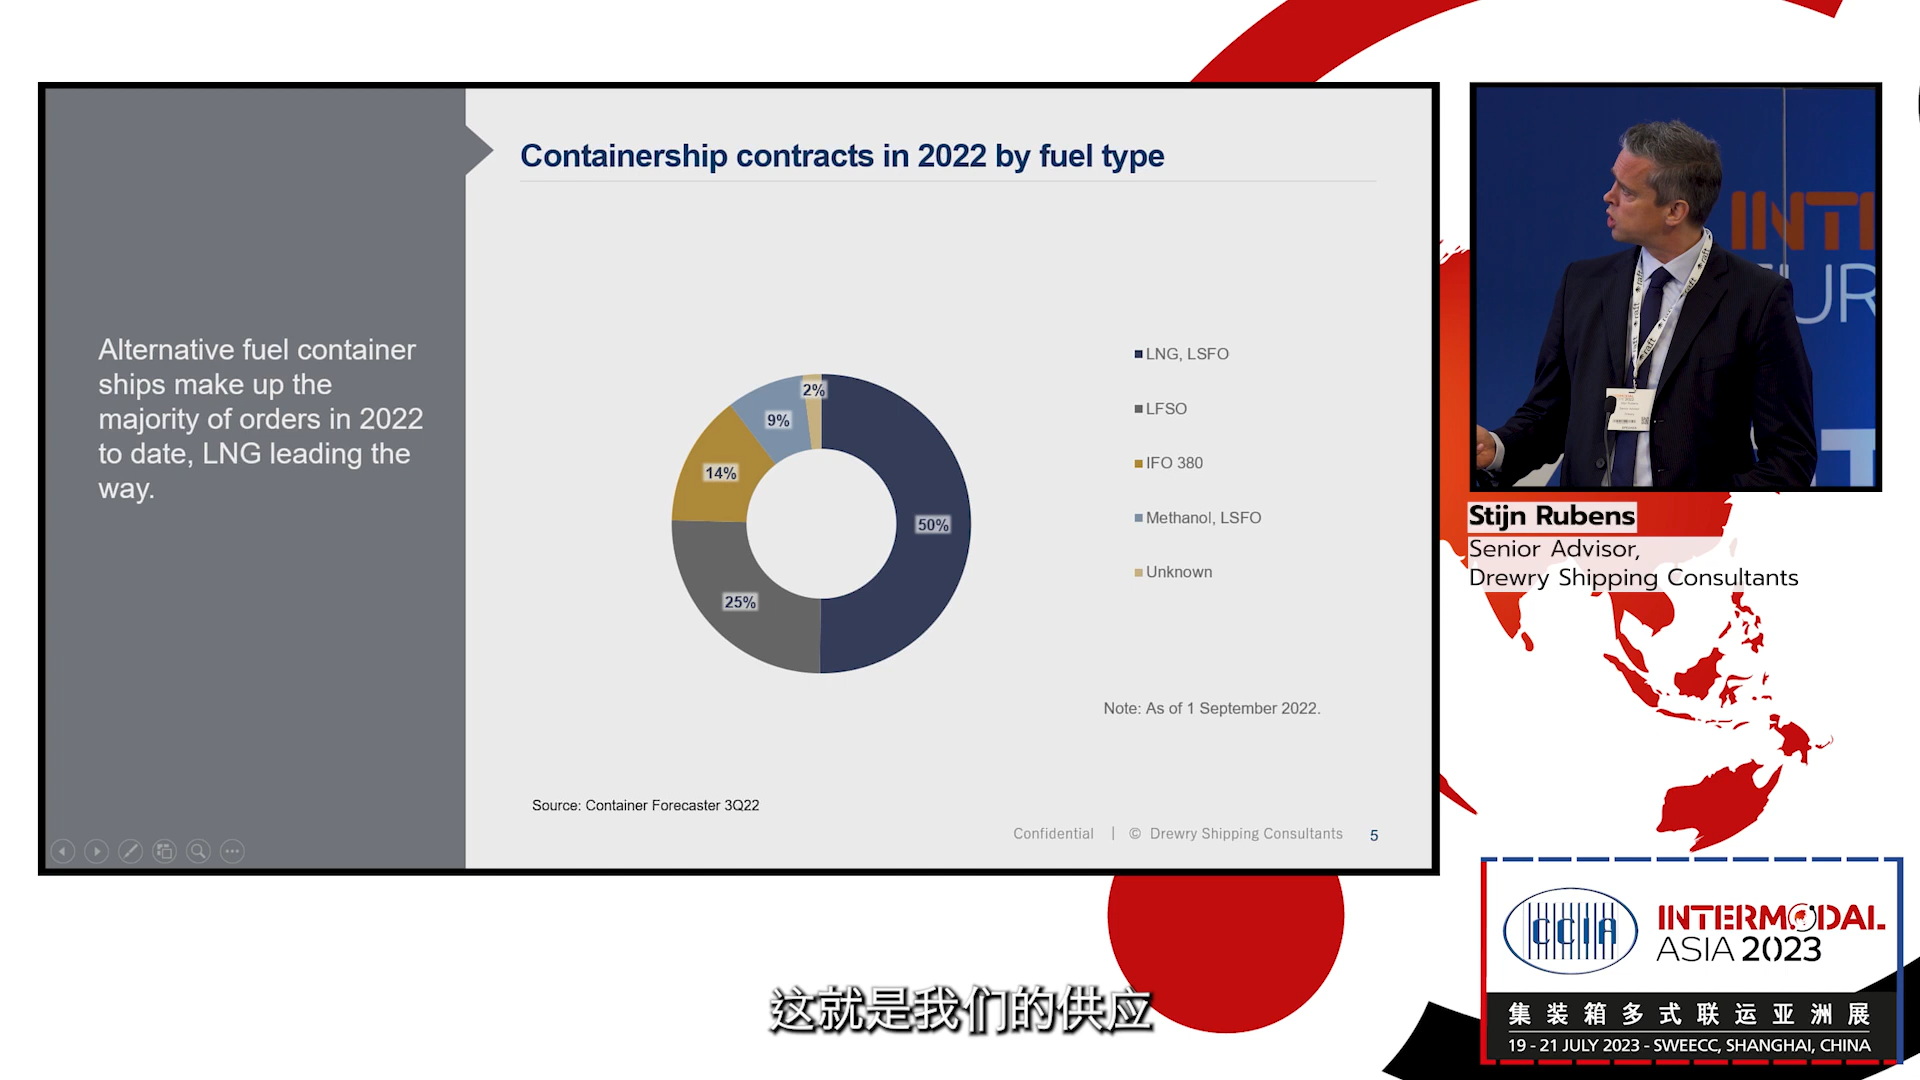 Containership contracts in 2022 by fuel type
Alternative fuel container
ships make up the
majority of orders in 2022
to date, LNG leading the
way.
2%
9%
14%
50%
25%
LNG, LSFO
LFSO
IFO 380
Methanol, LSFO
Unknown
Note: As of 1 September 2022.
Source: Container Forecaster 3Q22
Confidential | © Drewry Shipping Consultants 5
INT
UR
T
raft
raft
Stijn Rubens
Senior Advisor,
Drewry Shipping Consultants
CCIA
INTERMODAL
ASIA 2023
集装箱多式联运亚洲展
19 - 21 JULY 2023 - SWEECC, SHANGHAI, CHINA
这就是我们的供应